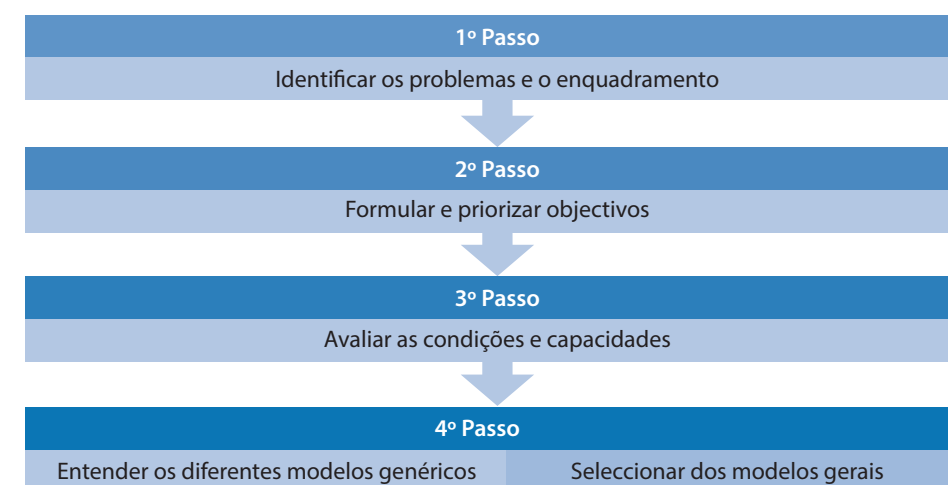 1º Passo
Identificar os problemas e o enquadramento
2º Passo
Formular e priorizar objectivos
3º Passo
Avaliar as condições e capacidades
4º Passo
Entender os diferentes modelos genéricos
Seleccionar dos modelos gerais